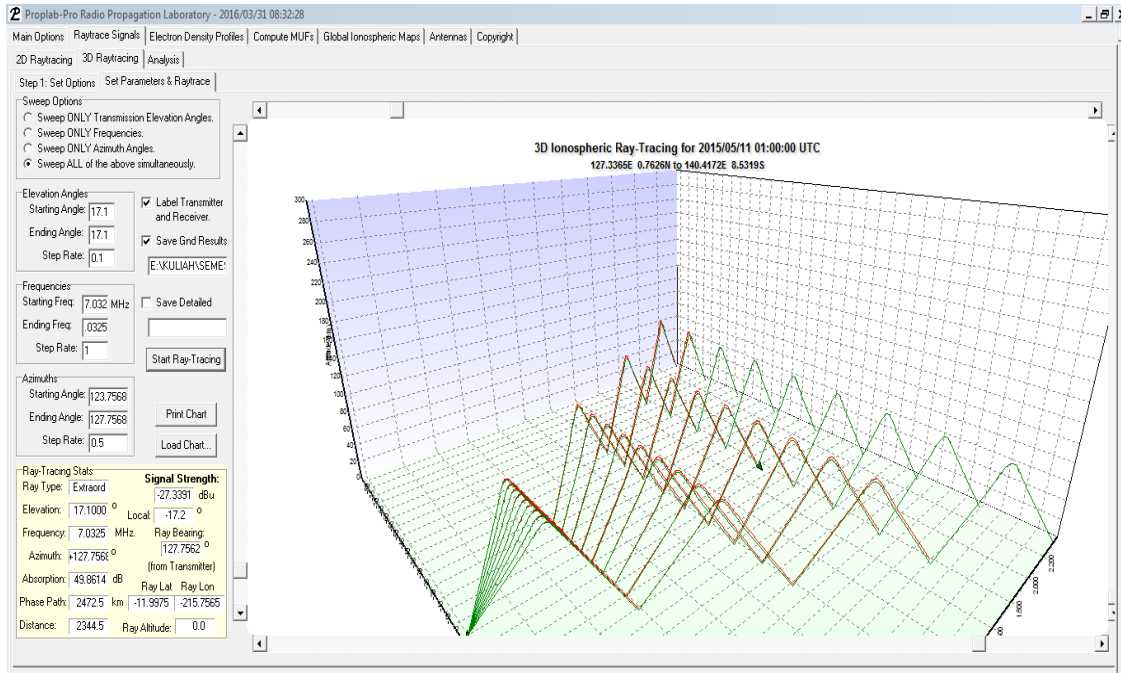 Proplab-Pro Radio Propagation Laboratory - 2016/03/31 08:32:28
Main Options Raytrace Signals Electron Density Profiles Compute MUFs Global Ionospheric Maps Antennas Copyright
2D Raytracing 3D Raytracing Analysis
Step 1: Set Options Set Parameters & Raytrace
Sweep Options
Sweep ONLY Transmission Elevation Angles.
Sweep ONLY Frequencies.
Sweep ONLY Azimuth Angles.
Sweep ALL of the above simultaneously.
Elevation Angles
Starting Angle: 17.1
Ending Angle: 17.1
Step Rate: 0.1
Label Transmitter
and Receiver.
Save Gnd Results
E:\KULIAH\SEME
Frequencies
Starting Freq: 7.032 MHz
Ending Freq: .0325
Step Rate: 1
Save Detailed
Start Ray-Tracing
Azimuths
Starting Angle: 123.7568
Ending Angle: 127.7568
Step Rate: 0.5
Print Chart
Load Chart...
Ray-Tracing Stats
Ray Type: Extraord
Signal Strength:
-27.3391 dBu
Elevation: 17.1000 °
Local: -17.2 °
Frequency: 7.0325 MHz.
Ray Bearing:
127.7562 °
(from Transmitter)
Azimuth: +127.756 °
Absorption: 49.8614 dB
Ray Lat Ray Lon
Phase Path: 2472.5 km -11.9975 -215.7565
Distance: 2344.5
Ray Altitude: 0.0
3D Ionospheric Ray-Tracing for 2015/05/11 01:00:00 UTC
127.3365E 0.7626N to 140.4172E 8.5319S
300
280
260
240
220
200
180
160
140
120
100
80
60
40
20
0
2,200
2,000
1,800